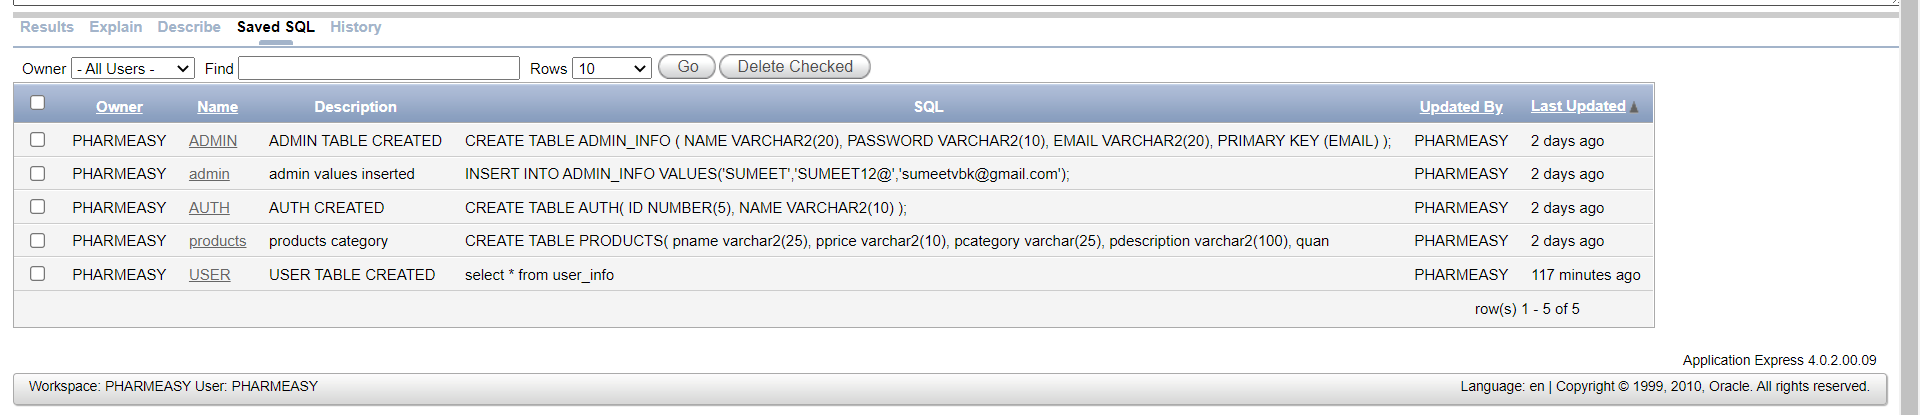 Results Explain Describe Saved SQL History
Owner - All Users - Find Rows 10 Go Delete Checked
Owner Name Description SQL Updated By Last Updated
PHARMEASY ADMIN ADMIN TABLE CREATED CREATE TABLE ADMIN_INFO ( NAME VARCHAR2(20), PASSWORD VARCHAR2(10), EMAIL VARCHAR2(20), PRIMARY KEY (EMAIL) ); PHARMEASY 2 days ago
PHARMEASY admin admin values inserted INSERT INTO ADMIN_INFO VALUES('SUMEET','SUMEET12@','sumeetvbk@gmail.com'); PHARMEASY 2 days ago
PHARMEASY AUTH AUTH CREATED CREATE TABLE AUTH( ID NUMBER(5), NAME VARCHAR2(10) ); PHARMEASY 2 days ago
PHARMEASY products products category CREATE TABLE PRODUCTS( pname varchar2(25), pprice varchar2(10), pcategory varchar(25), pdescription varchar2(100), quan PHARMEASY 2 days ago
PHARMEASY USER USER TABLE CREATED select * from user_info PHARMEASY 117 minutes ago
row(s) 1 - 5 of 5
Application Express 4.0.2.00.09
Workspace: PHARMEASY User: PHARMEASY Language: en | Copyright © 1999, 2010, Oracle. All rights reserved.